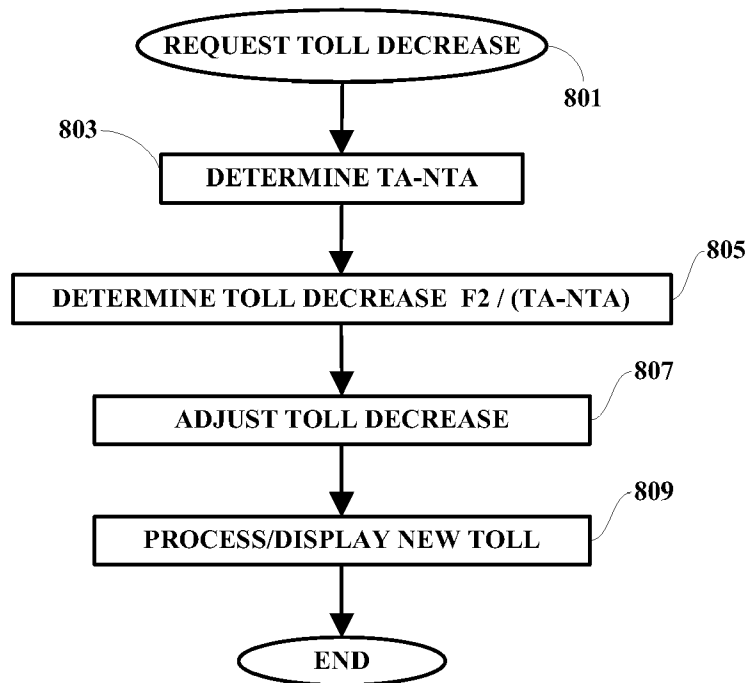 REQUEST TOLL DECREASE
801
803
DETERMINE TA-NTA
805
DETERMINE TOLL DECREASE F2 / (TA-NTA)
807
ADJUST TOLL DECREASE
809
PROCESS/DISPLAY NEW TOLL
END